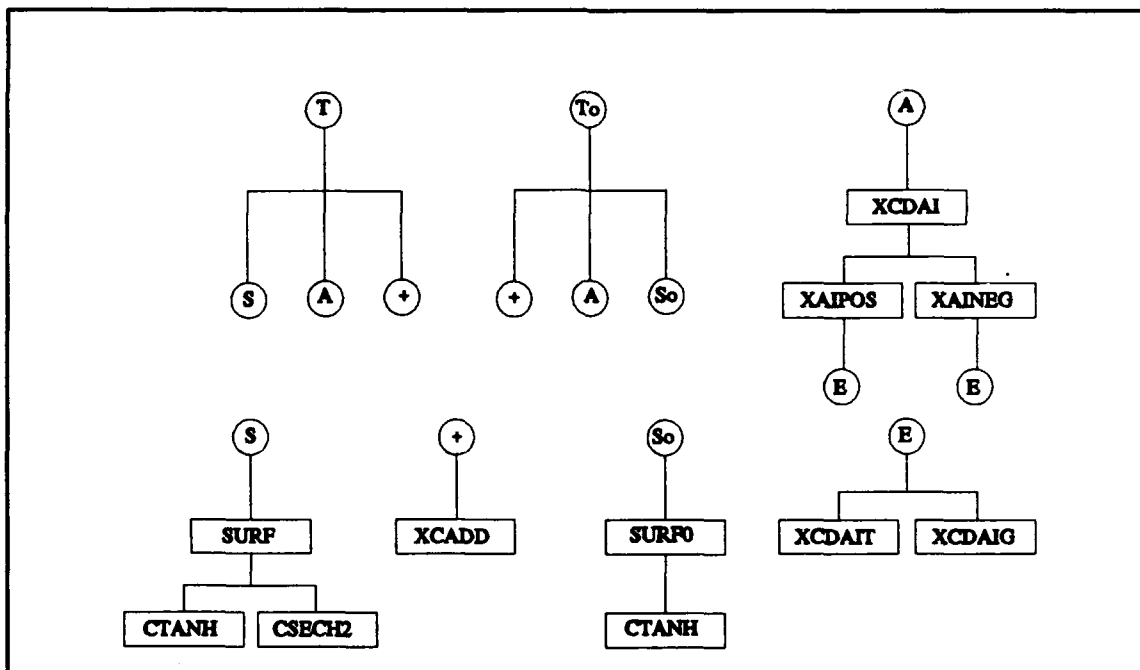 T To A
XCDAI
S A + + A So XAIPOS XAINEG
E E
S + So E
SURF XCADD SURF0 XCDAIT XCDAIG
CTANH CSECH2 CTANH